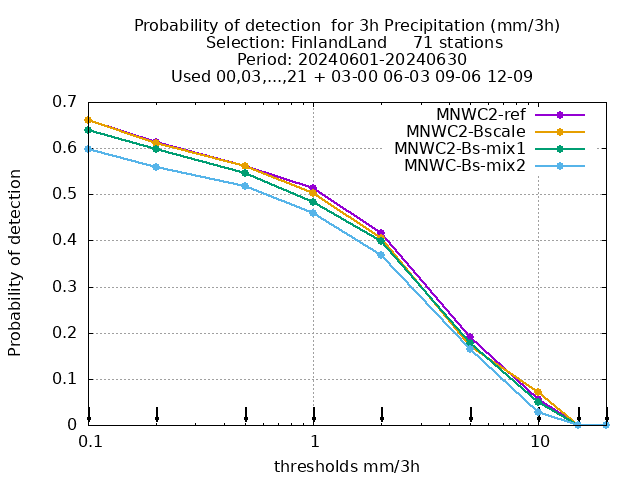 Probability of detection  for 3h Precipitation (mm/3h)
Selection: FinlandLand     71 stations
Period: 20240601-20240630
Used 00,03,...,21 + 03-00 06-03 09-06 12-09
MNWC2-ref
MNWC2-Bscale
MNWC2-Bs-mix1
MNWC-Bs-mix2
Probability of detection
0.7
0.6
0.5
0.4
0.3
0.2
0.1
0
0.1 1 10
thresholds mm/3h